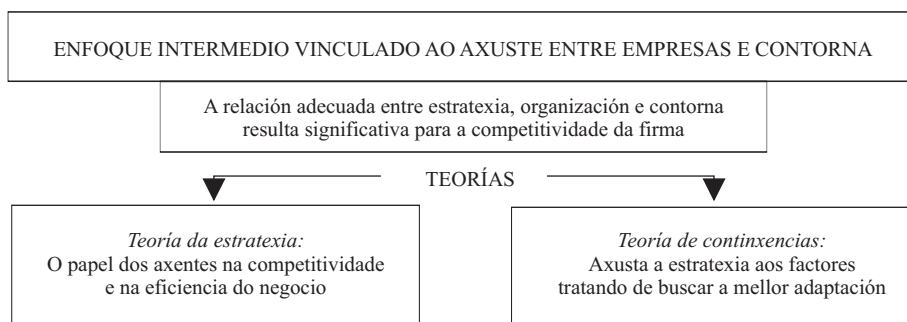 ENFOQUE INTERMEDIO VINCULADO AO AXUSTE ENTRE EMPRESAS E CONTORNA
A relación adecuada entre estratexia, organización e contorna
resulta significativa para a competitividade da firma
TEORÍAS
Teoría da estratexia:
O papel dos axentes na competitividade
e na eficiencia do negocio
Teoría de continxencias:
Axusta a estratexia aos factores
tratando de buscar a mellor adaptación